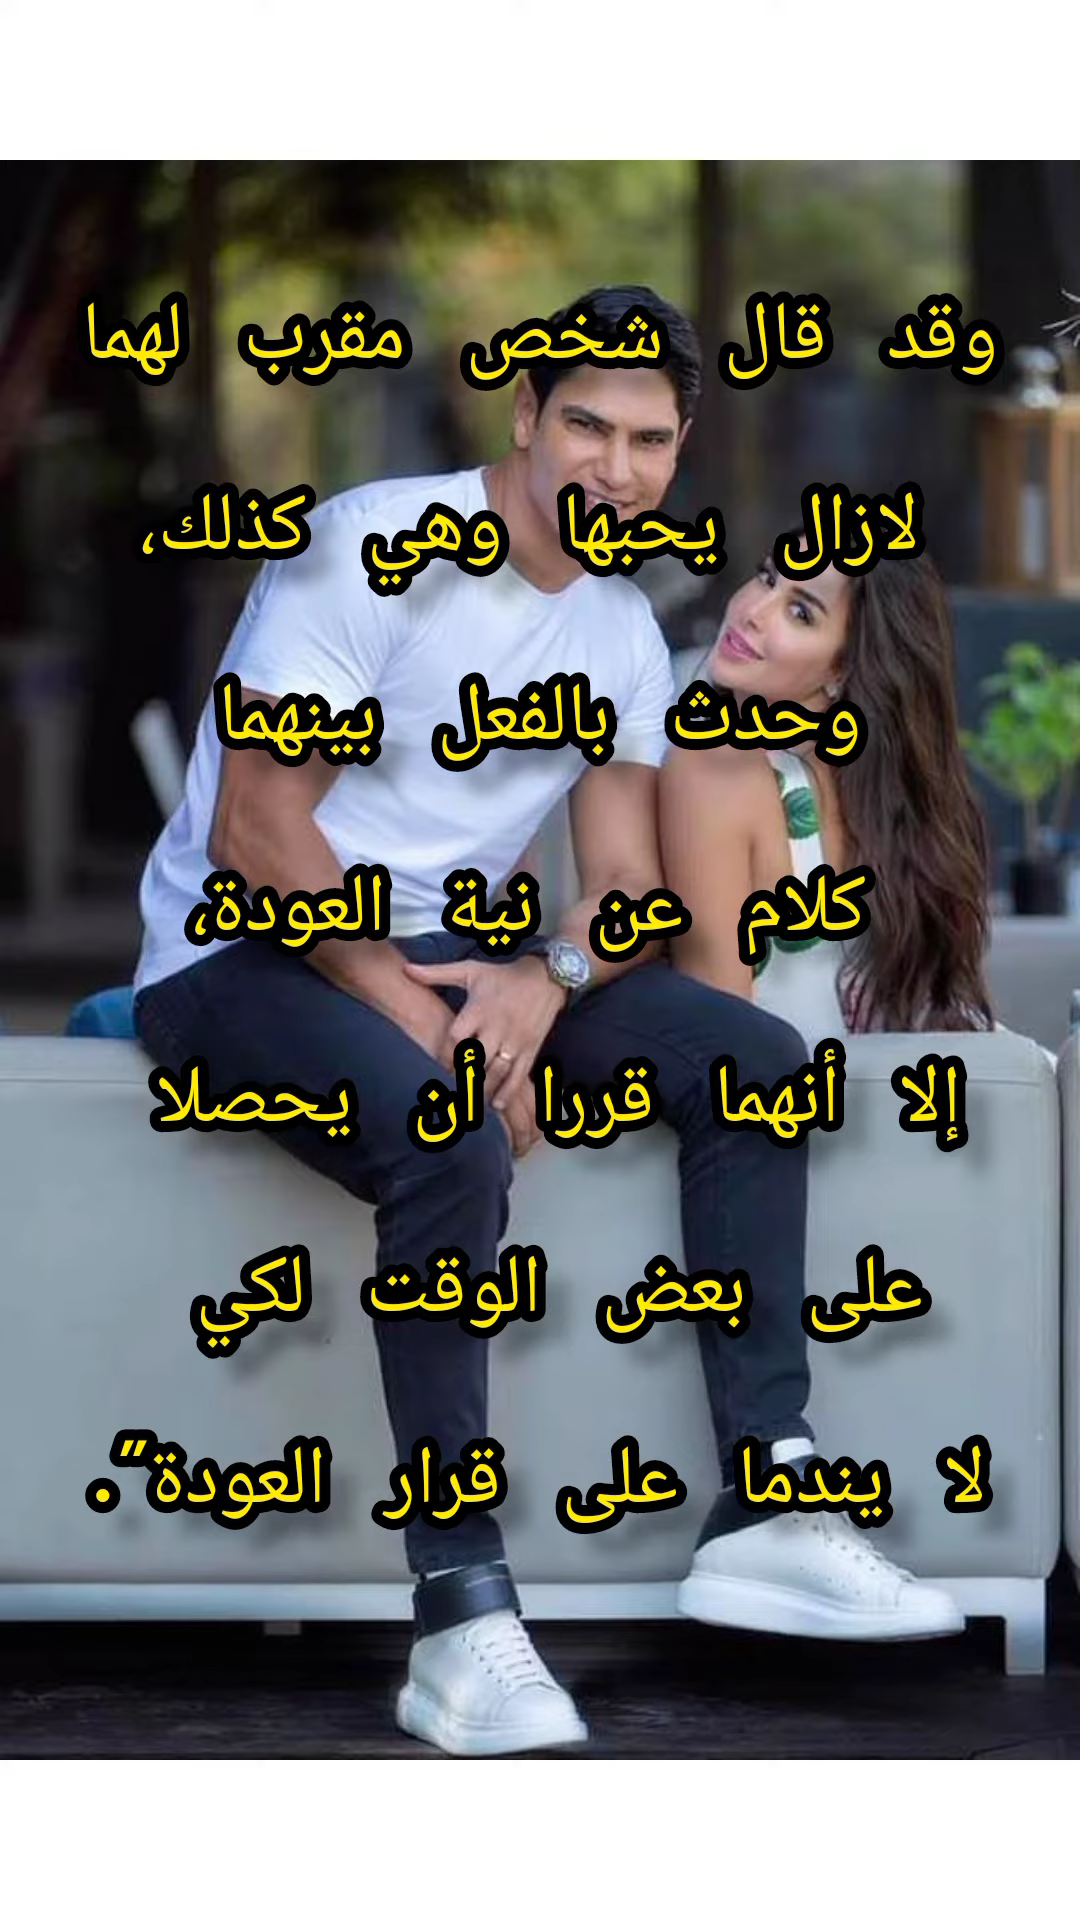 وقد قال شخص مقرب لهما
لازال يحبها وهي كذلك،
وحدث بالفعل بينهما
كلام عن نية العودة،
إلا أنهما قررا أن يحصلا
على بعض الوقت لكي
لا يندما على قرار العودة”.